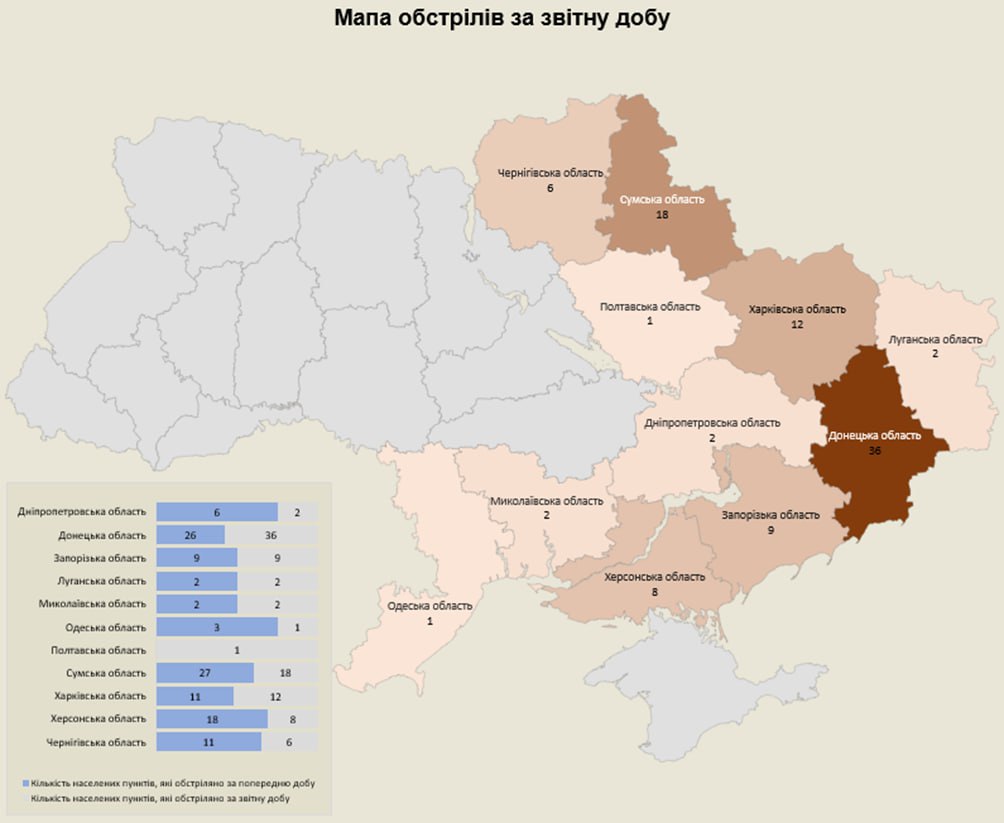 Мапа обстрілів за звітну добу
Чернігівська область
6
Сумська область
18
Полтавська область
1
Харківська область
12
Луганська область
2
Дніпропетровська область
2
Донецька область
36
Миколаївська область
2
Запорізька область
9
Херсонська область
8
Одеська область
1
Дніпропетровська область 6 2
Донецька область 26 36
Запорізька область 9 9
Луганська область 2 2
Миколаївська область 2 2
Одеська область 3 1
Полтавська область 1
Сумська область 27 18
Харківська область 11 12
Херсонська область 18 8
Чернігівська область 11 6
Кількість населених пунктів, які обстріляно за попередню добу
Кількість населених пунктів, які обстріляно за звітну добу